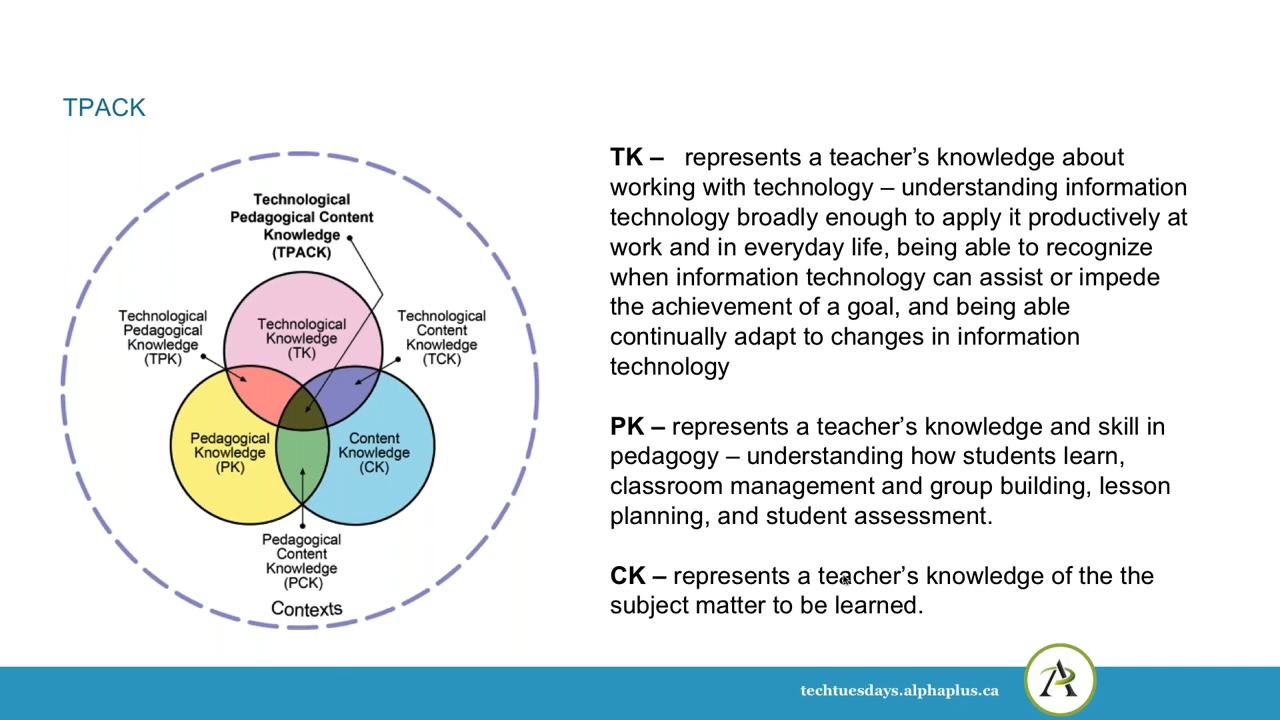 TPACK
Technological
Pedagogical Content
Knowledge
(TPACK)
Technological
Pedagogical
Knowledge
(TPK)
Technological
Knowledge
(TK)
Technological
Content
Knowledge
(TCK)
Pedagogical
Knowledge
(PK)
Content
Knowledge
(CK)
Pedagogical
Content
Knowledge
(PCK)
Contexts
TK – represents a teacher’s knowledge about
working with technology – understanding information
technology broadly enough to apply it productively at
work and in everyday life, being able to recognize
when information technology can assist or impede
the achievement of a goal, and being able
continually adapt to changes in information
technology
PK – represents a teacher’s knowledge and skill in
pedagogy – understanding how students learn,
classroom management and group building, lesson
planning, and student assessment.
CK – represents a teacher’s knowledge of the the
subject matter to be learned.
techtuesdays.alphaplus.ca